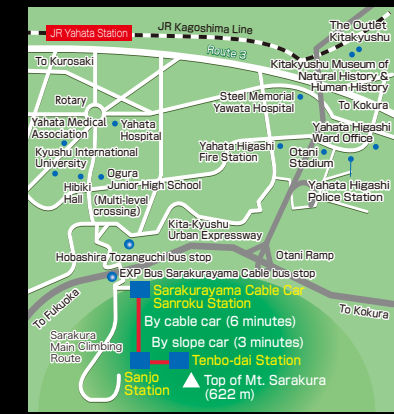 JR Yahata Station
JR Kagoshima Line
The Outlet
Kitakyushu
Route 3
To Kurosaki
Kitakyushu Museum of
Natural History &
Human History
Rotary
Steel Memorial
Yawata Hospital
To Kokura
Yahata Medical
Association
Yahata
Hospital
Yahata Higashi
Ward Office
Kyushu International
University
Yahata Higashi
Fire Station
Otani
Stadium
Hibiki
Hall
Ogura
Junior High School
(Multi-level
crossing)
Yahata Higashi
Police Station
Kita-Kyushu
Urban Expressway
Hobashira Tozanguchi bus stop
Otani Ramp
EXP Bus Sarakurayama Cable bus stop
To Fukuoka
Sarakurayama Cable Car
Sanroku Station
To Kokura
By cable car (6 minutes)
Sarakura
Main Climbing
Route
By slope car (3 minutes)
Tenbo-dai Station
Sanjo
Station
Top of Mt. Sarakura
(622 m)